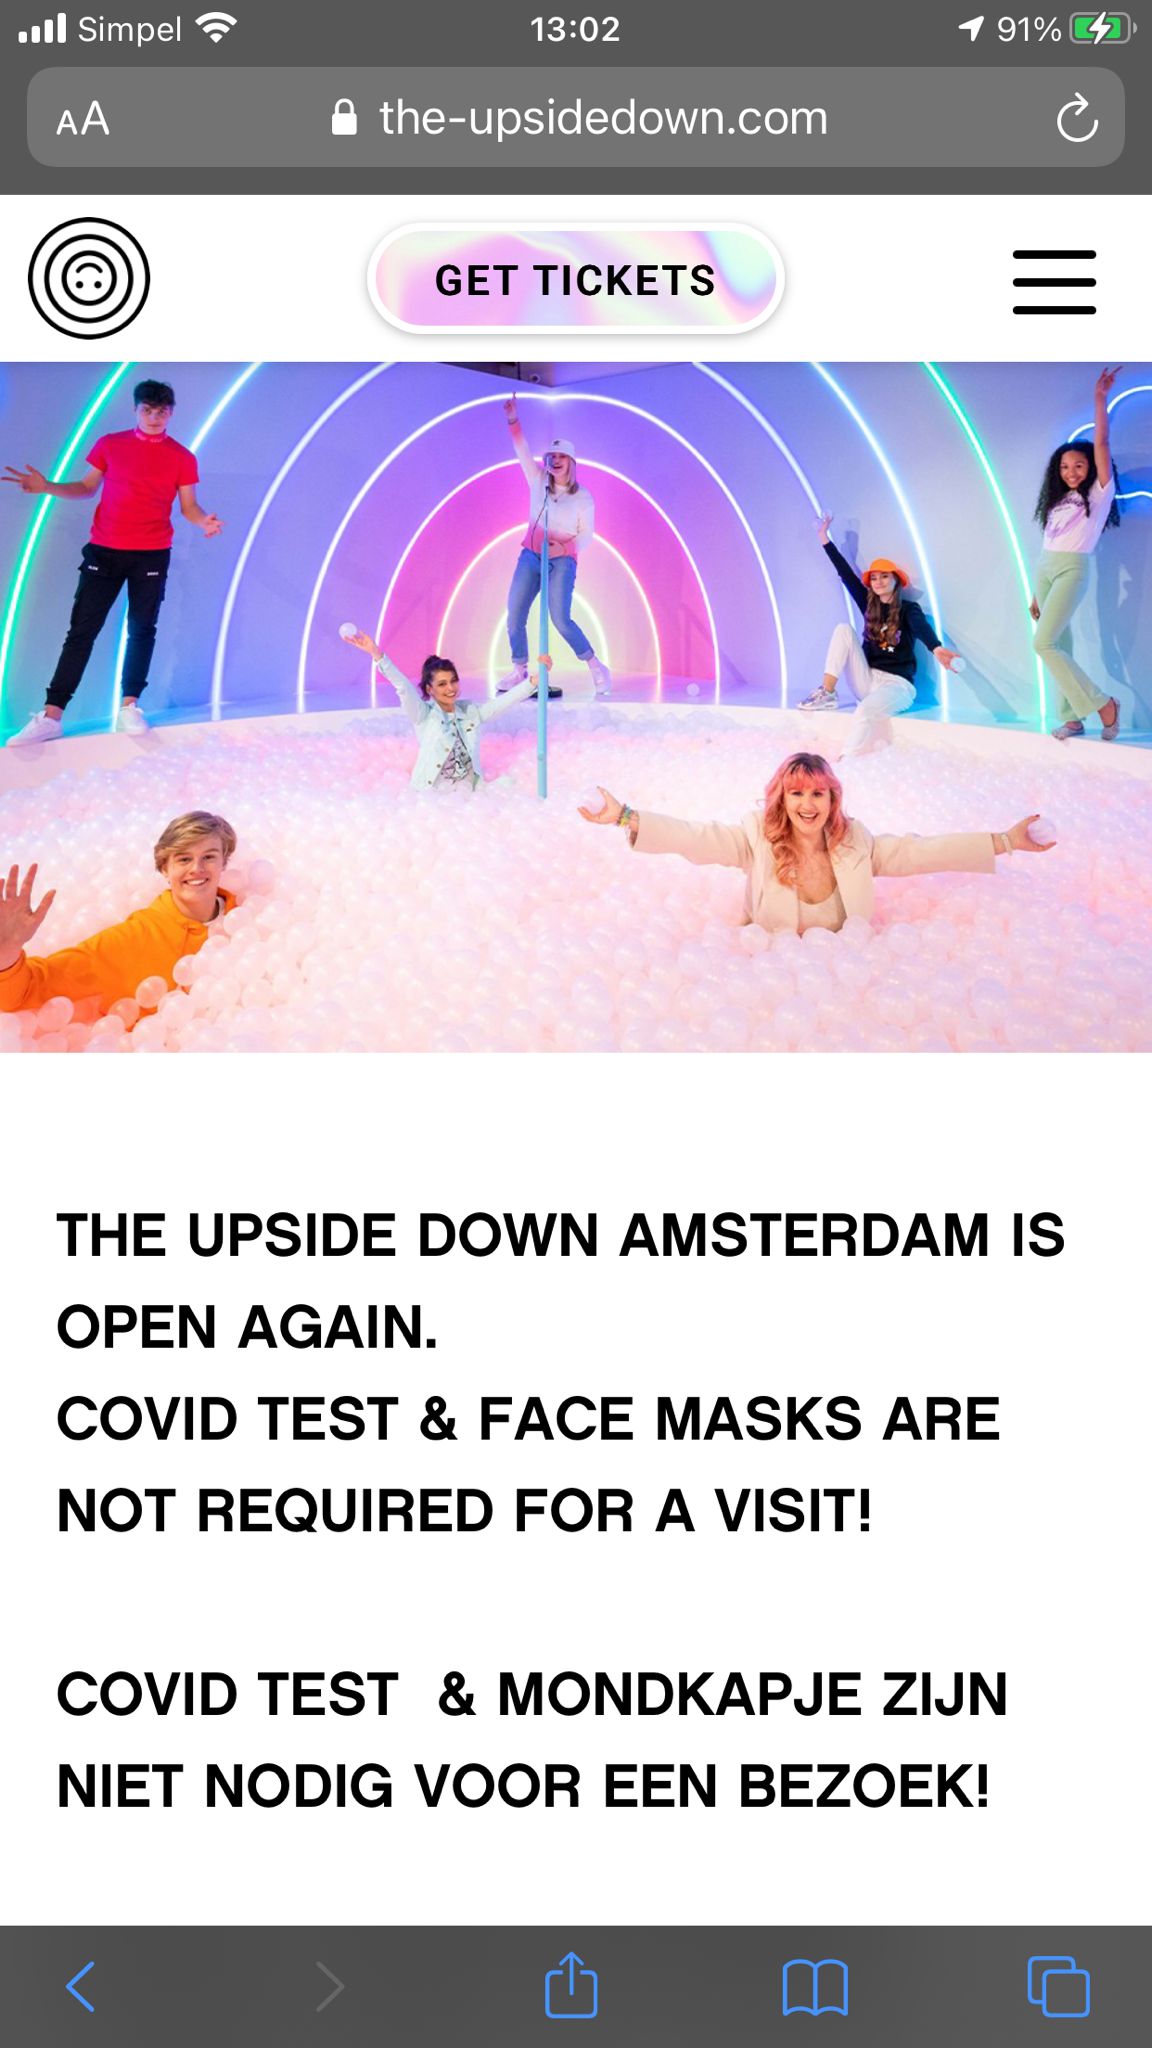 Simpel 13:02 91%
AA the-upsidedown.com
GET TICKETS
THE UPSIDE DOWN AMSTERDAM IS
OPEN AGAIN.
COVID TEST & FACE MASKS ARE
NOT REQUIRED FOR A VISIT!
COVID TEST  & MONDKAPJE ZIJN
NIET NODIG VOOR EEN BEZOEK!